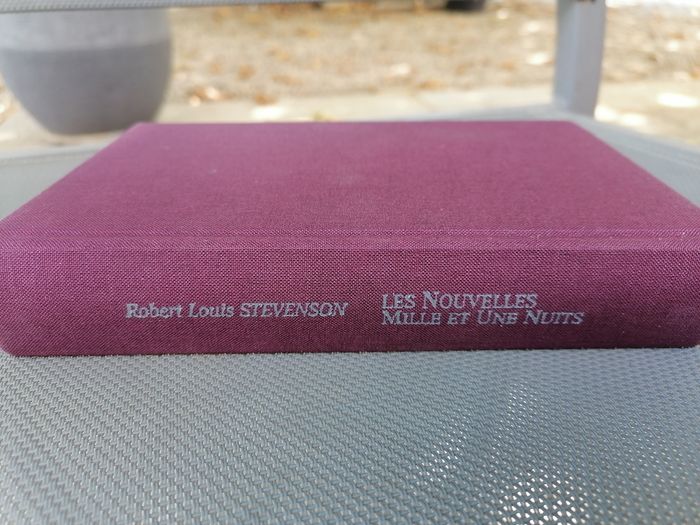 Robert Louis STEVENSON
LES NOUVELLES
MILLE ET UNE NUITS